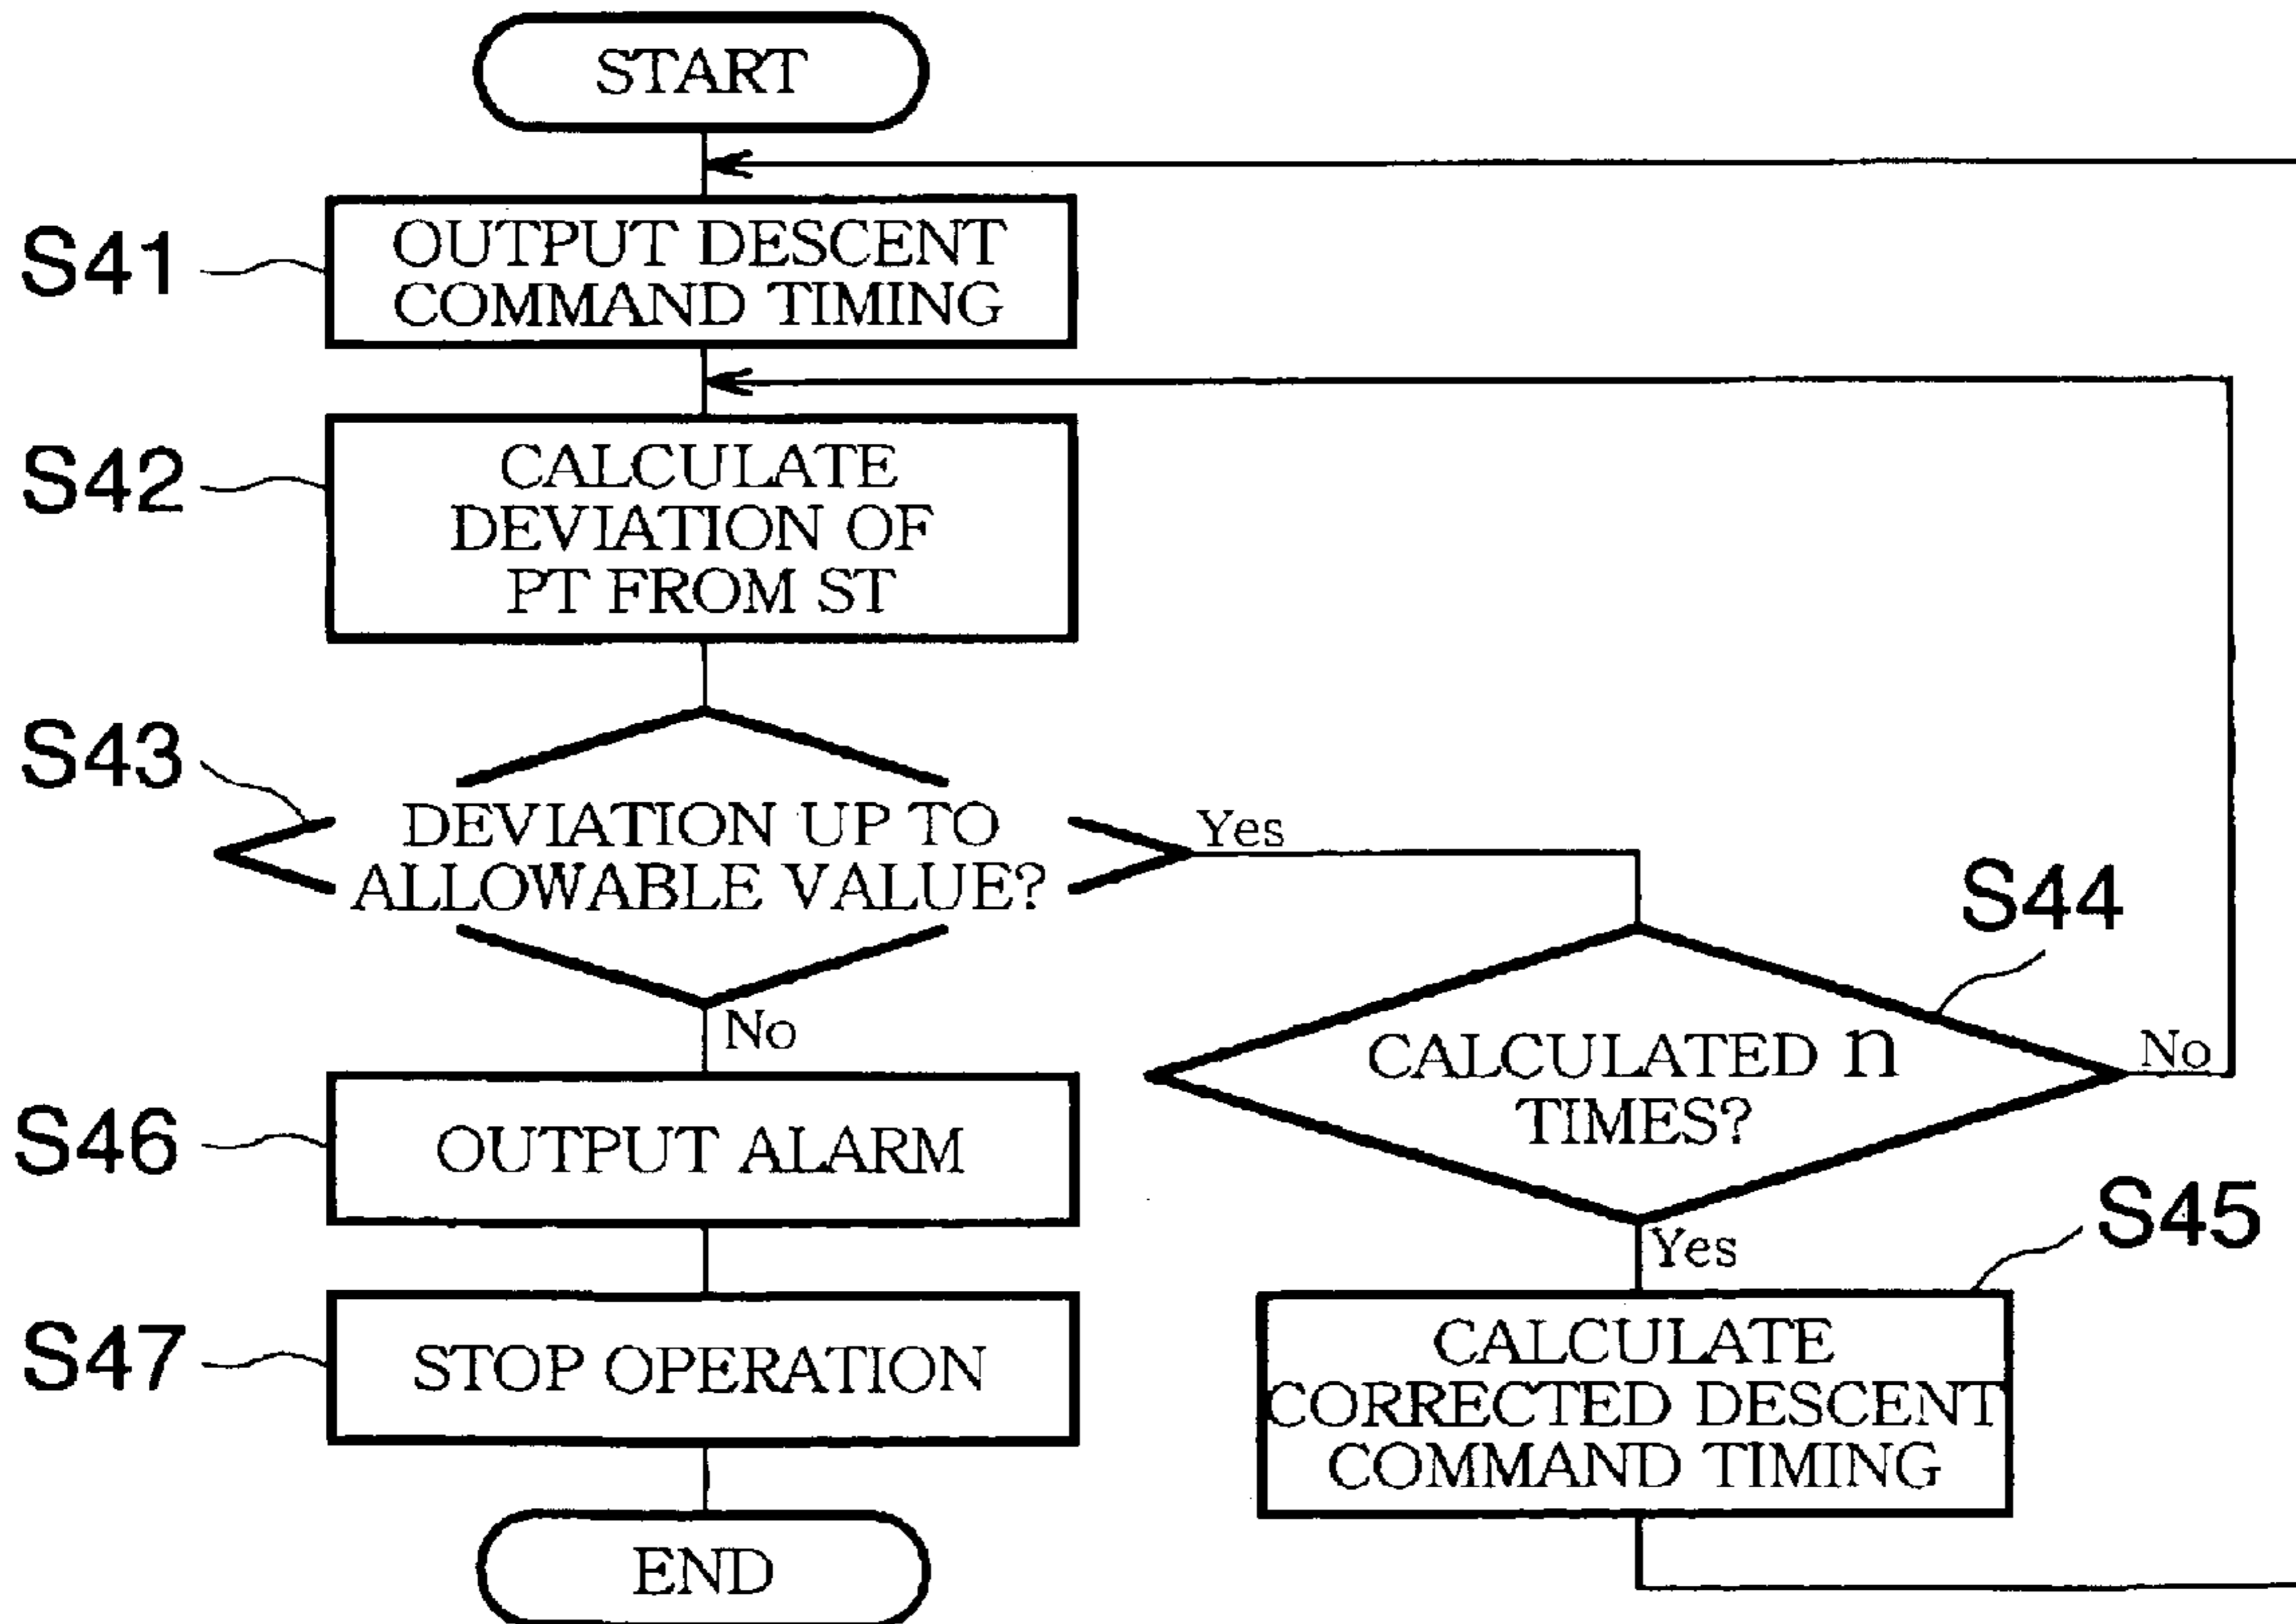 START
S41
OUTPUT DESCENT
COMMAND TIMING
S42
CALCULATE
DEVIATION OF
PT FROM ST
S43
DEVIATION UP TO
ALLOWABLE VALUE?
Yes
No
S44
CALCULATED n
TIMES?
No
Yes
S45
CALCULATE
CORRECTED DESCENT
COMMAND TIMING
S46
OUTPUT ALARM
S47
STOP OPERATION
END